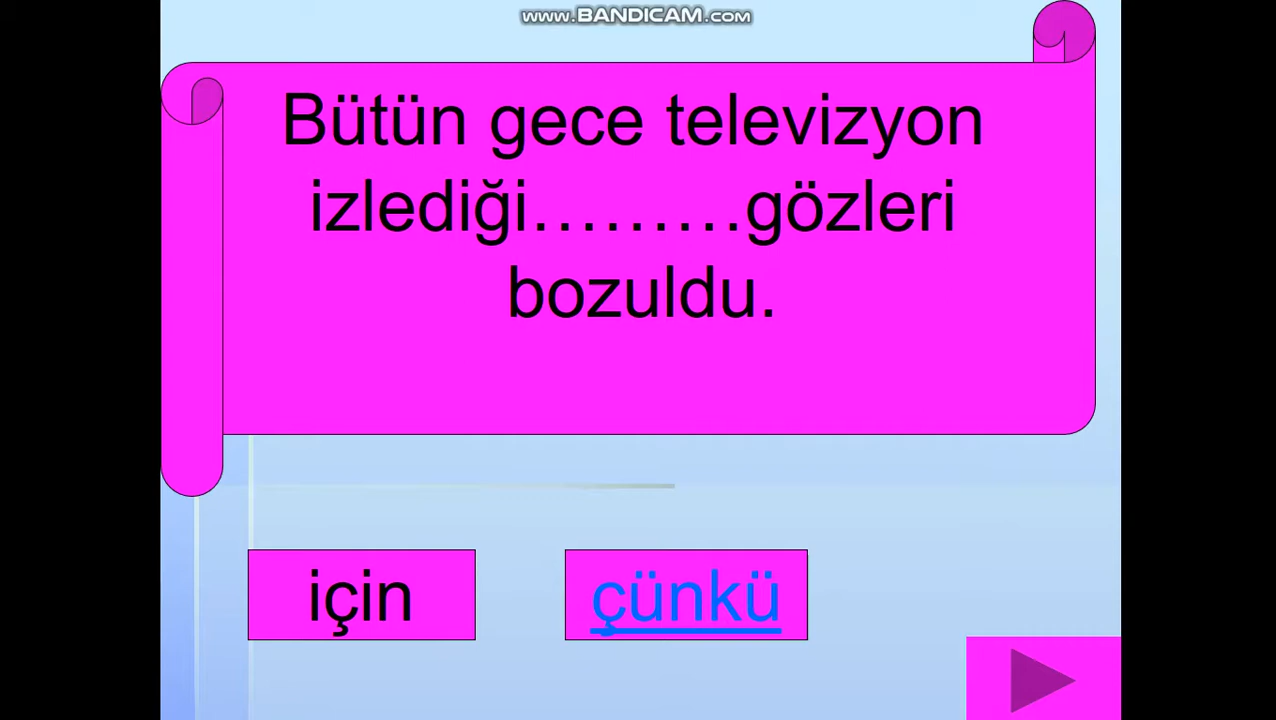 www.BANDICAM.com
Bütün gece televizyon
izlediği………gözleri
bozuldu.
için
çünkü